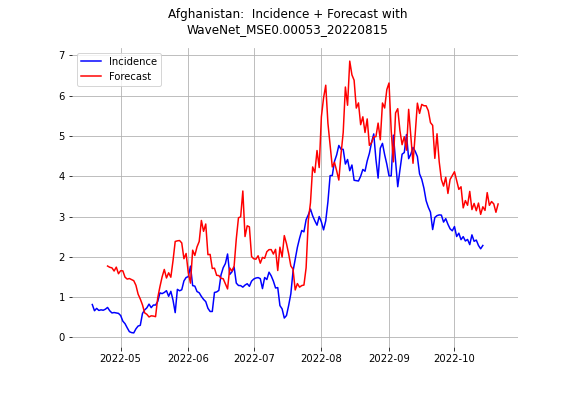 Afghanistan:  Incidence + Forecast with
WaveNet_MSE0.00053_20220815
Incidence
Forecast
7
6
5
4
3
2
1
0
2022-05 2022-06 2022-07 2022-08 2022-09 2022-10